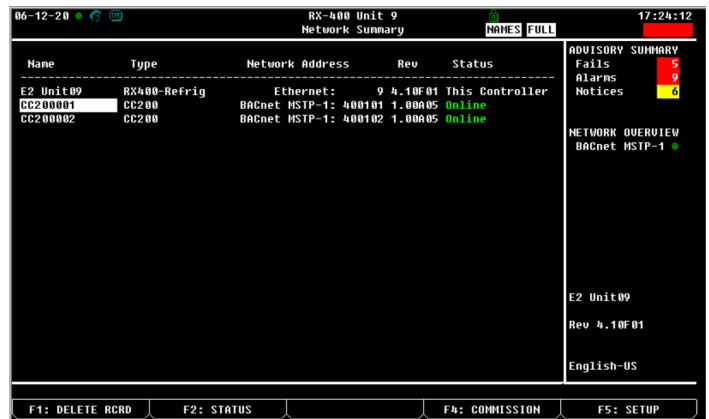 06-12-20 RX-400 Unit 9 17:24:12
Network Summary NAMES FULL
ADVISORY SUMMARY
Fails 5
Alarms 9
Notices 6
Name Type Network Address Rev Status
E2 Unit09 RX400-Refrig Ethernet: 9 4.10F01 This Controller
CC200001 CC200 BACnet MSTP-1: 400101 1.00A05 Online
CC200002 CC200 BACnet MSTP-1: 400102 1.00A05 Online
NETWORK OVERVIEW
BACnet MSTP-1
E2 Unit09
Rev 4.10F01
English-US
F1: DELETE RCRD F2: STATUS F4: COMMISSION F5: SETUP